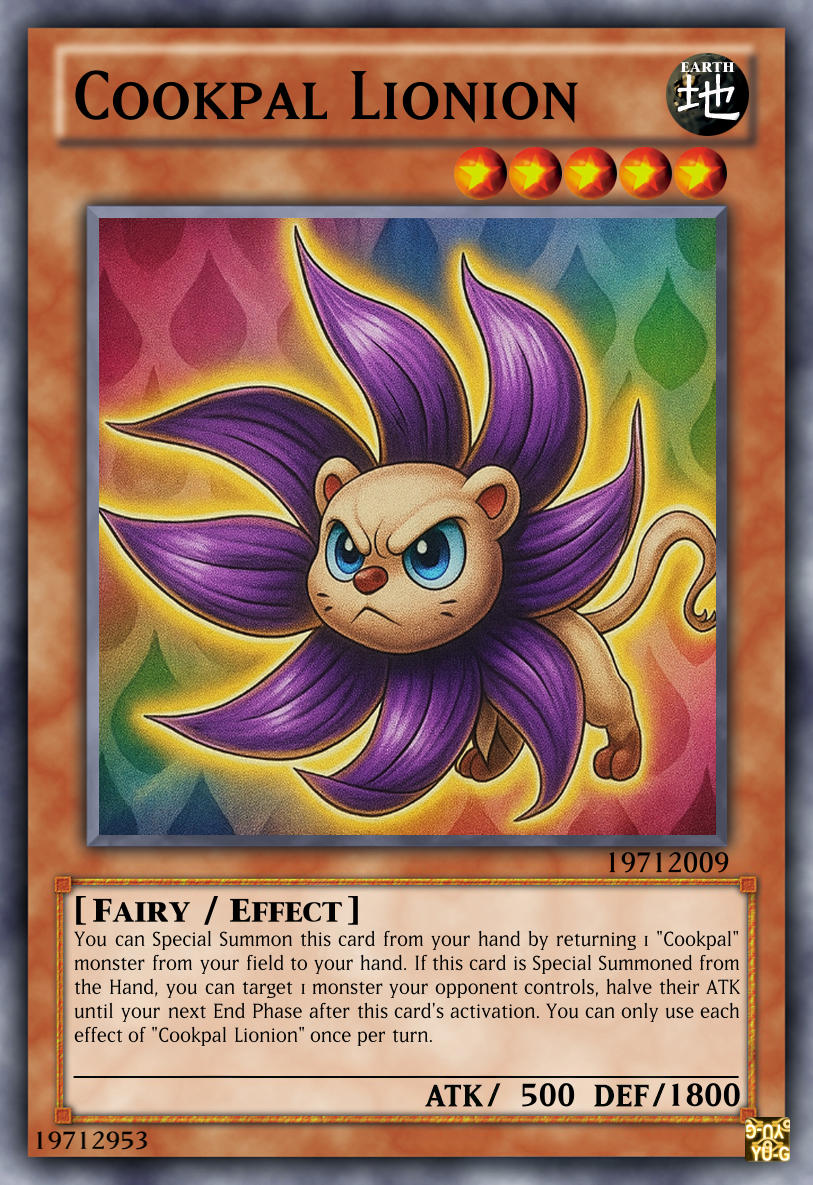 Cookpal Lionion
EARTH
地
19712009
[ Fairy / Effect ]
You can Special Summon this card from your hand by returning 1 "Cookpal"
monster from your field to your hand. If this card is Special Summoned from
the Hand, you can target 1 monster your opponent controls, halve their ATK
until your next End Phase after this card's activation. You can only use each
effect of "Cookpal Lionion" once per turn.
ATK/ 500 DEF/1800
19712953